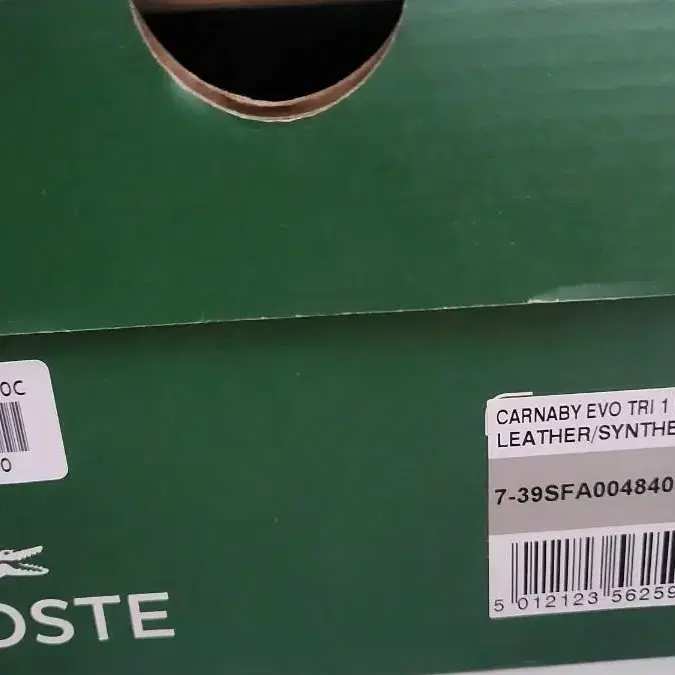 0C
0
OSTE
CARNABY EVO TRI 1
LEATHER/SYNTHE
7-39SFA004840
5 012123 56259